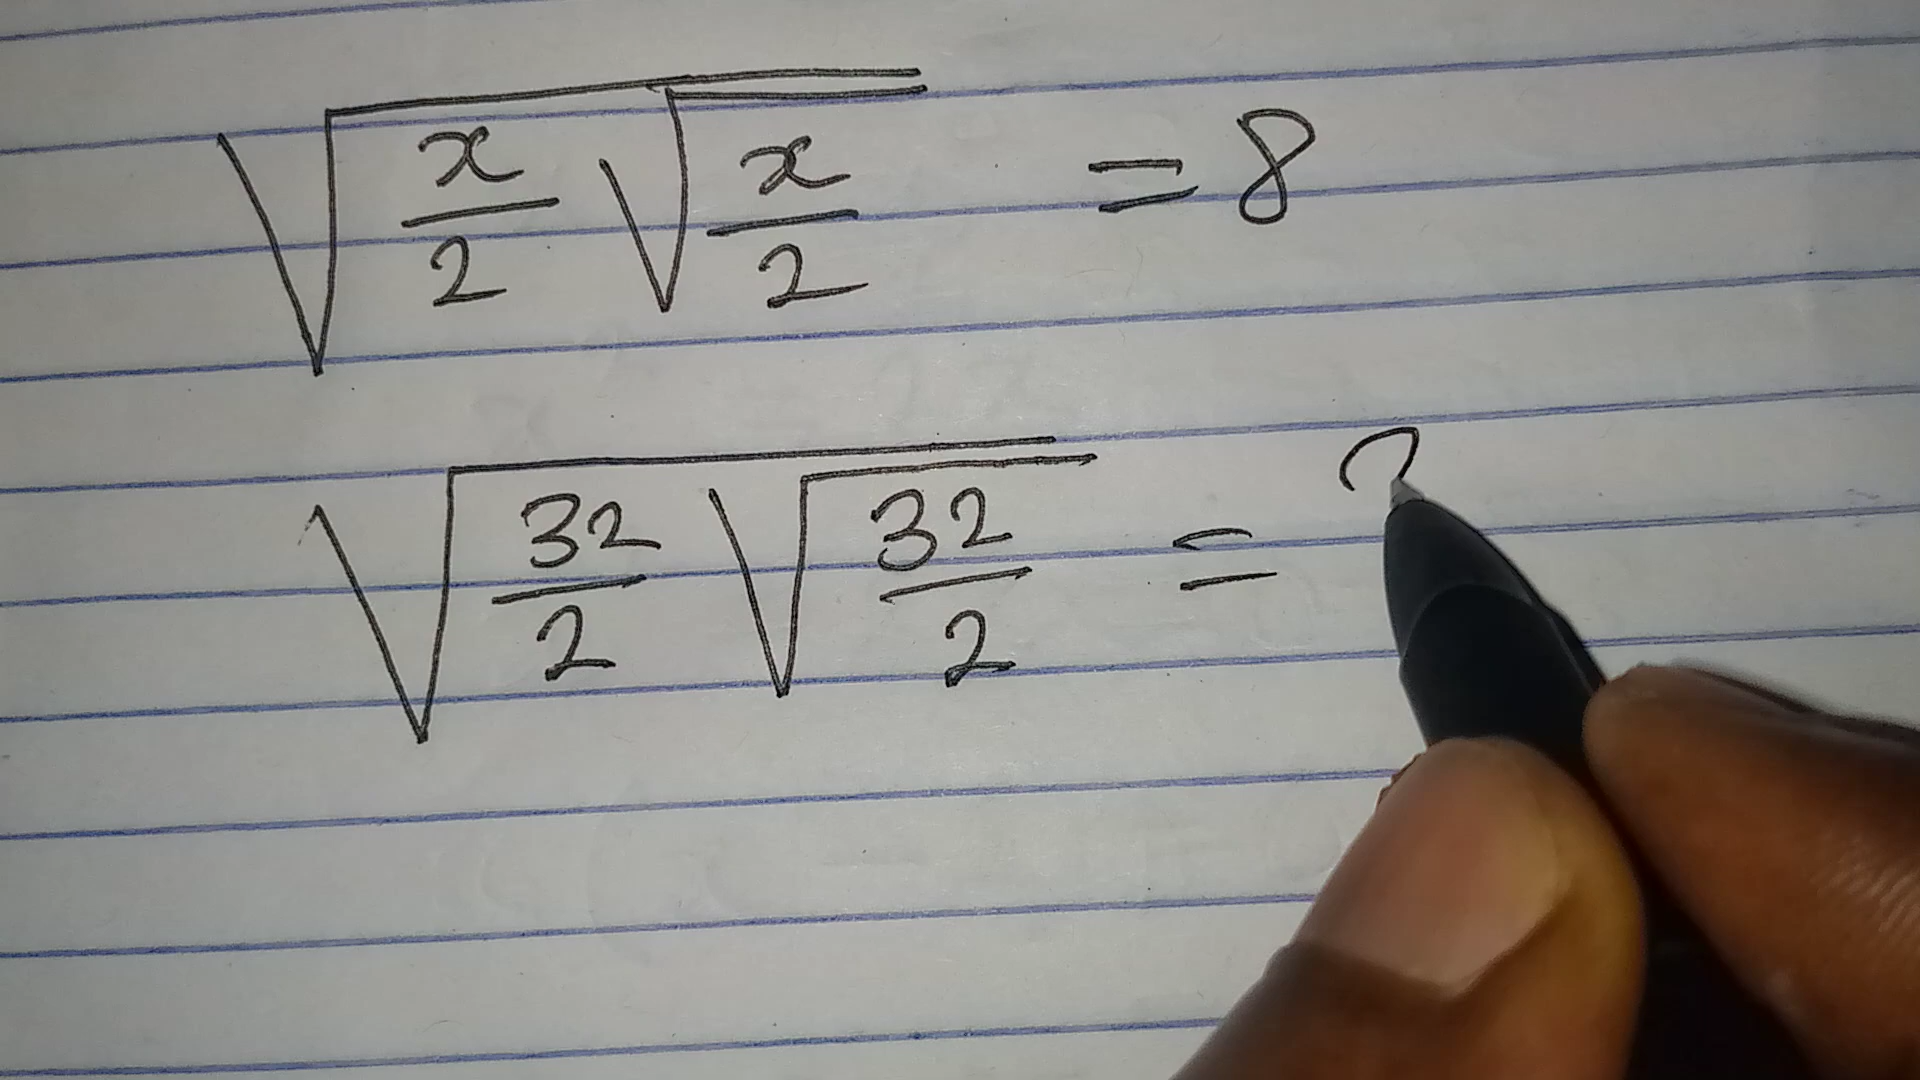 √(x/2 √(x/2)) = 8
√(32/2 √(32/2)) =